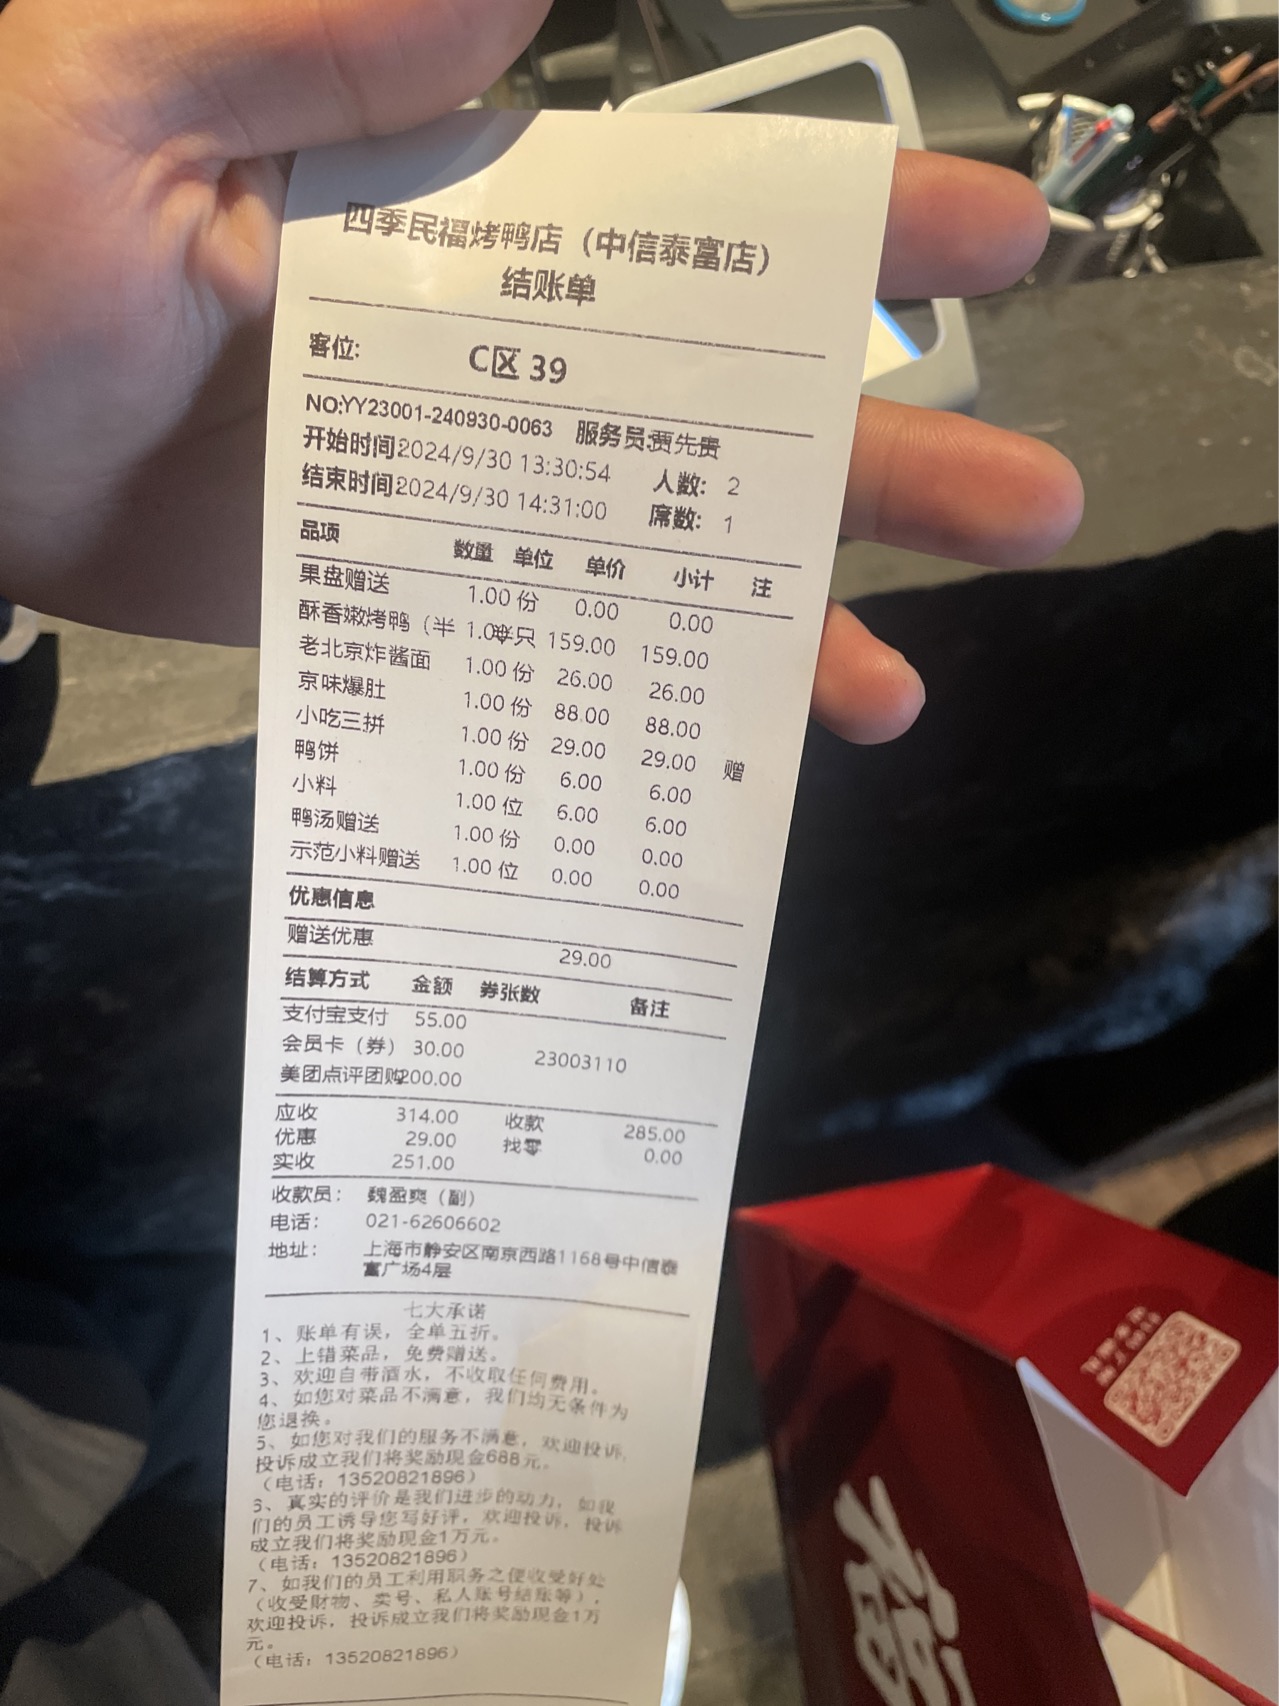 四季民福烤鸭店（中信泰富店）
结账单
客位: C区 39
NO:YY23001-240930-0063 服务员:贾先贵
开始时间2024/9/30 13:30:54 人数: 2
结束时间2024/9/30 14:31:00 席数: 1
品项 数量 单位 单价 小计 注
果盘赠送 1.00 份 0.00 0.00
酥香嫩烤鸭（半 1.00半只 159.00 159.00
老北京炸酱面 1.00 份 26.00 26.00
京味爆肚 1.00 份 88.00 88.00
小吃三拼 1.00 份 29.00 29.00 赠
鸭饼 1.00 份 6.00 6.00
小料 1.00 位 6.00 6.00
鸭汤赠送 1.00 份 0.00 0.00
示范小料赠送 1.00 位 0.00 0.00
优惠信息
赠送优惠 29.00
结算方式 金额 券张数 备注
支付宝支付 55.00
会员卡（券） 30.00 23003110
美团点评团购200.00
应收 314.00 收款 285.00
优惠 29.00 找零 0.00
实收 251.00
收款员： 魏盈爽（副）
电话： 021-62606602
地址： 上海市静安区南京西路1168号中信泰
富广场4层
七大承诺
1、账单有误，全单五折。
2、上错菜品，免费赠送。
3、欢迎自带酒水，不收取任何费用。
4、如您对菜品不满意，我们均无条件为
您退换。
5、如您对我们的服务不满意，欢迎投诉，
投诉成立我们将奖励现金688元。
（电话：13520821896）
6、真实的评价是我们进步的动力，如我
们的员工诱导您写好评，欢迎投诉，投诉
成立我们将奖励现金1万元。
（电话：13520821896）
7、如我们的员工利用职务之便收受好处
（收受财物、卖号、私人账号结账等），
欢迎投诉，投诉成立我们将奖励现金1万
元。
（电话：13520821896）
福